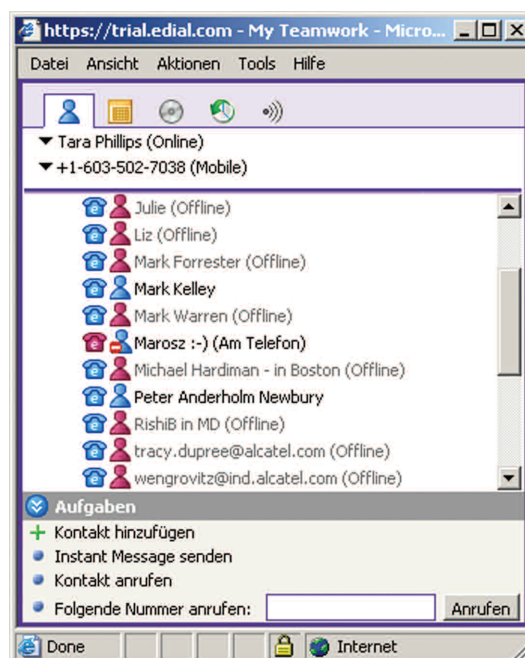 https://trial.edial.com - My Teamwork - Micro...
Datei Ansicht Aktionen Tools Hilfe
Tara Phillips (Online)
+1-603-502-7038 (Mobile)
Julie (Offline)
Liz (Offline)
Mark Forrester (Offline)
Mark Kelley
Mark Warren (Offline)
Marosz :-) (Am Telefon)
Michael Hardiman - in Boston (Offline)
Peter Anderholm Newbury
RishiB in MD (Offline)
tracy.dupree@alcatel.com (Offline)
wengrovitz@ind.alcatel.com (Offline)
Aufgaben
Kontakt hinzufügen
Instant Message senden
Kontakt anrufen
Folgende Nummer anrufen: Anrufen
Done Internet